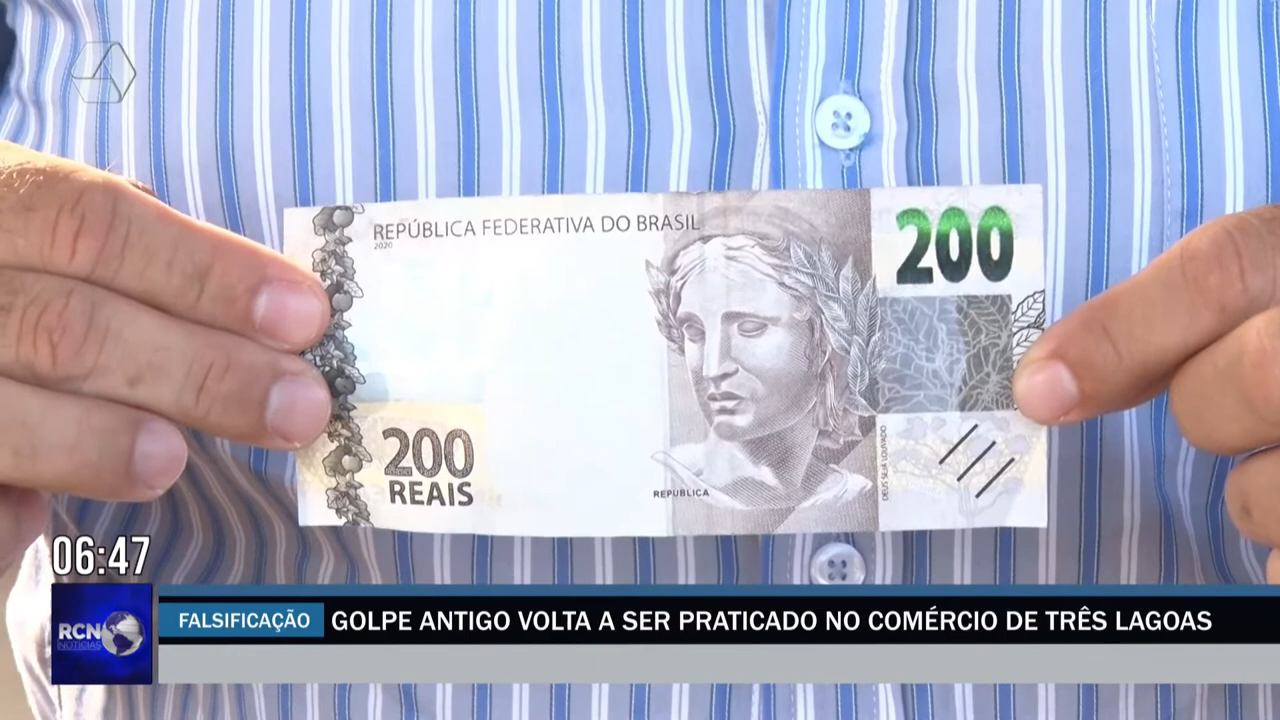 REPÚBLICA FEDERATIVA DO BRASIL
2020
200
200
REAIS
REPUBLICA
DEUS SEJA LOUVADO
06:47
RCN
NOTÍCIAS
FALSIFICAÇÃO
GOLPE ANTIGO VOLTA A SER PRATICADO NO COMÉRCIO DE TRÊS LAGOAS